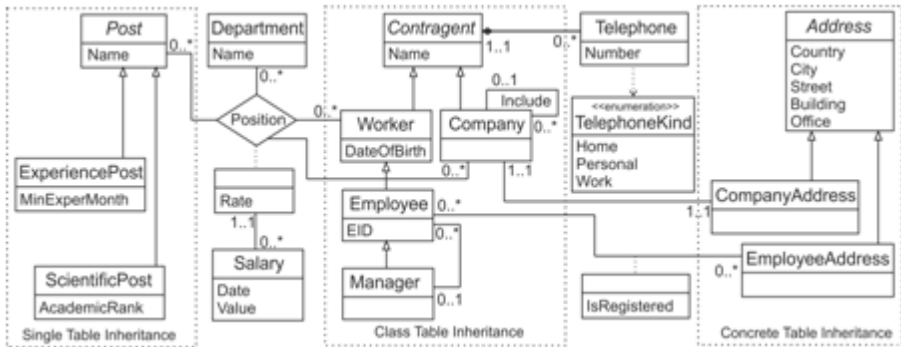 Post
Name
0..*
Department
Name
0..*
Position
0..*
Contragent
Name
1..1
0..*
Telephone
Number
Address
Country
City
Street
Building
Office
<<enumeration>>
TelephoneKind
Home
Personal
Work
0..1
Include
0..*
Worker
DateOfBirth
Company
0..*
1..1
ExperiencePost
MinExperMonth
Rate
1..1
0..*
Salary
Date
Value
Employee
EID
0..*
0..*
Manager
0..1
CompanyAddress
1..1
EmployeeAddress
0..*
IsRegistered
ScientificPost
AcademicRank
Single Table Inheritance
Class Table Inheritance
Concrete Table Inheritance